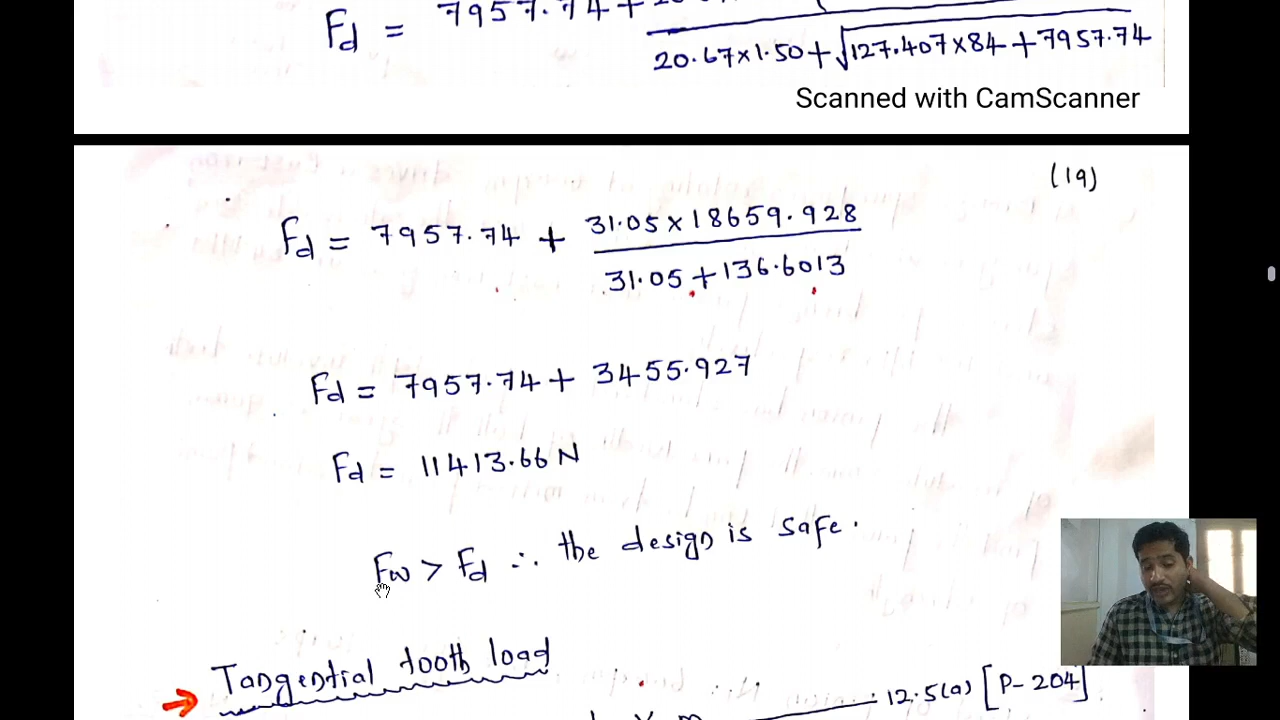 Fd = 7957.74 +
20.67×1.50+√127.407×84+7957.74
Scanned with CamScanner
(19)
Fd = 7957.74 + 31.05×18659.928
31.05+136.6013
Fd = 7957.74 + 3455.927
Fd = 11413.66 N
Fw > Fd ∴ the design is safe.
Tangential tooth load
12.5(a) [P-204]